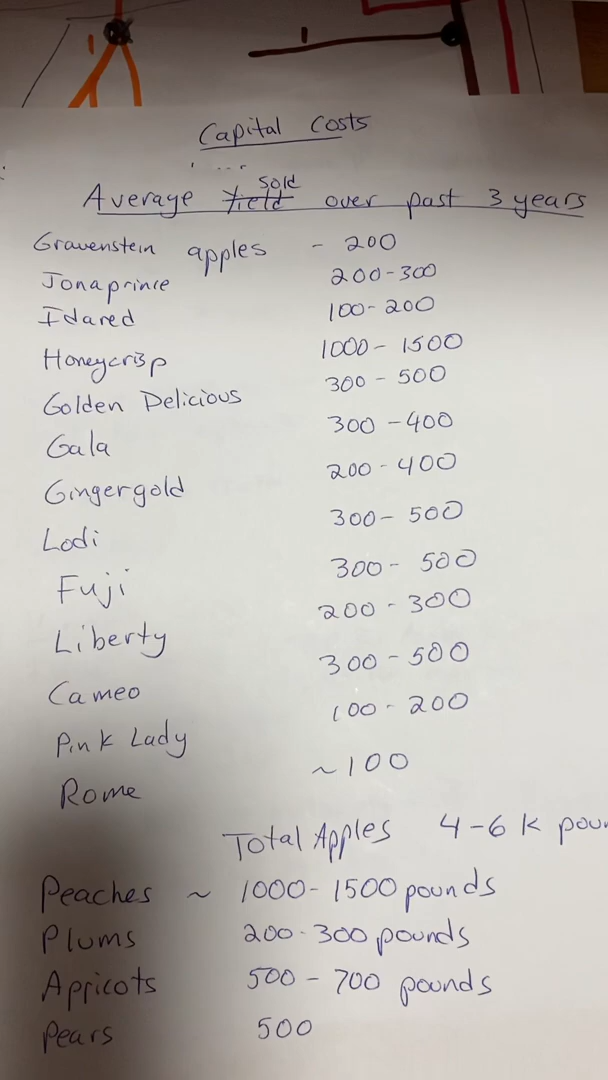 Capital Costs
Average yield sold over past 3 years
Gravenstein apples - 200
Jonaprince 200-300
Idared 100-200
Honeycrisp 1000-1500
Golden Delicious 300-500
Gala 300-400
Gingergold 200-400
Lodi 300-500
Fuji 300-500
Liberty 200-300
Cameo 300-500
Pink Lady 100-200
Rome ~100
Total Apples 4-6 K pou
Peaches ~ 1000-1500 pounds
Plums 200-300 pounds
Apricots 500-700 pounds
Pears 500